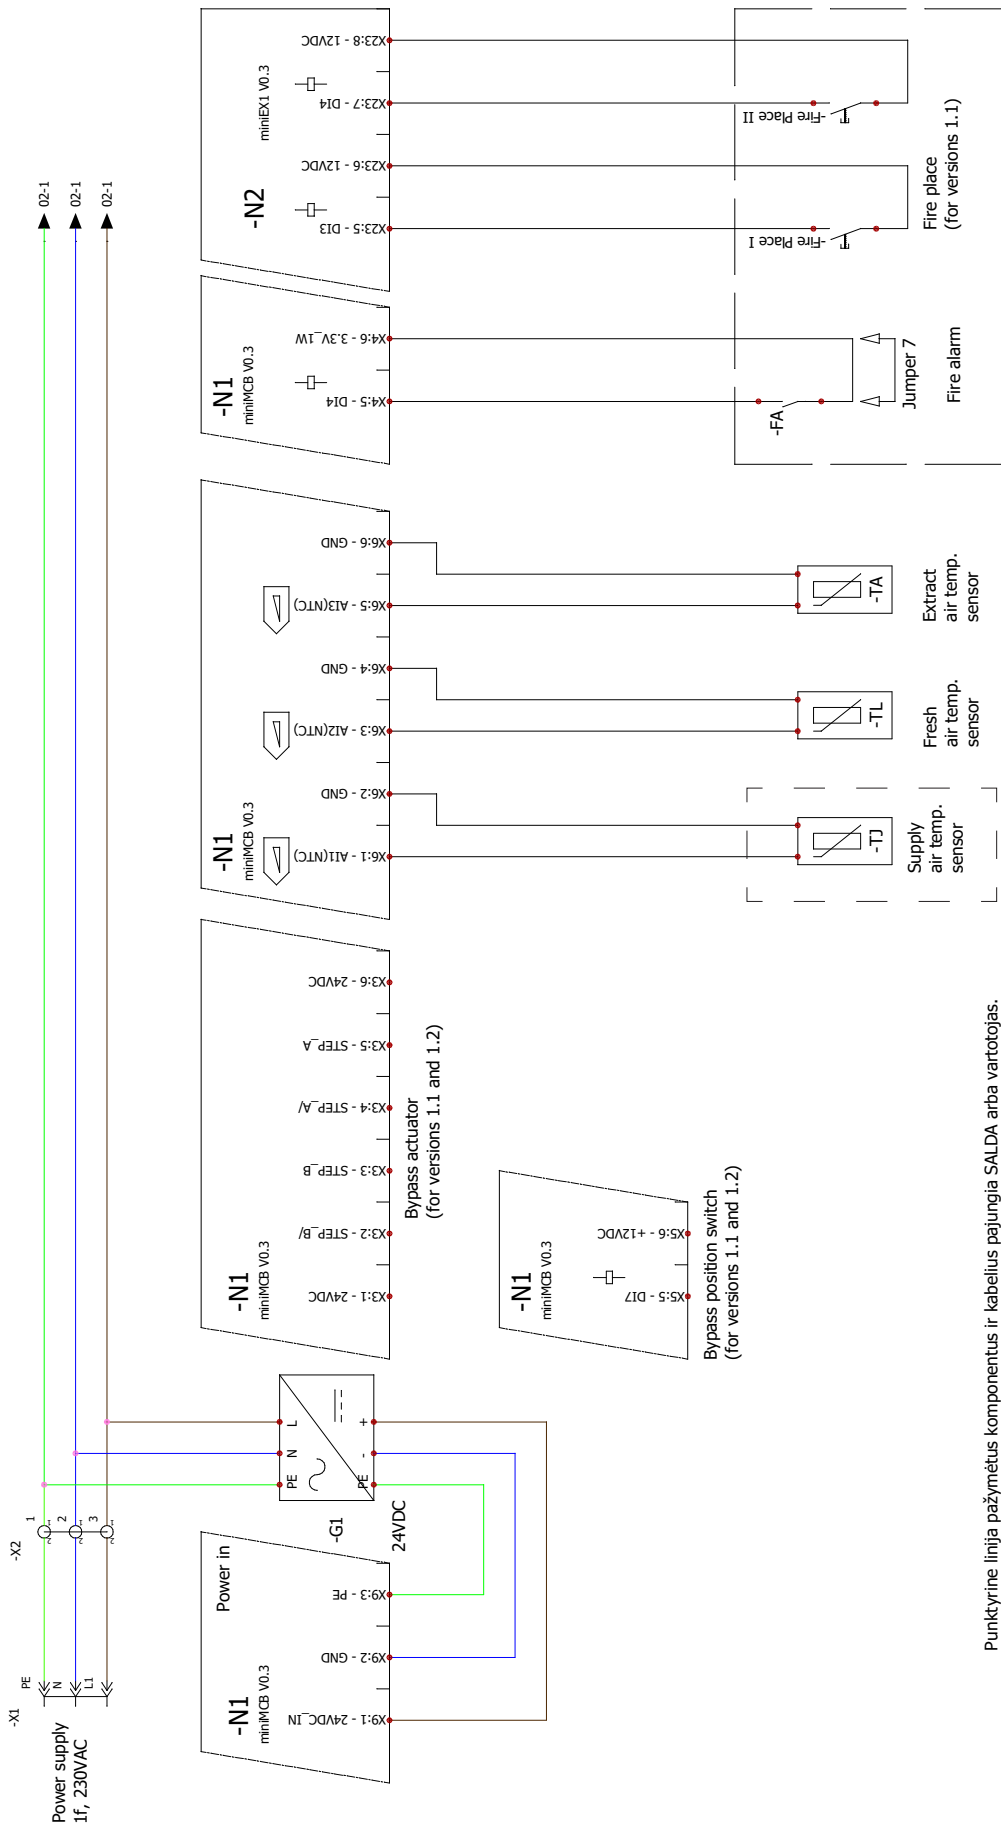 -X1
Power supply
1f, 230VAC
PE
N
L1
-X2
1
2
3
1
2
1
2
1
2
02-1
02-1
02-1
-N1
miniMCB V0.3
Power in
X9:1 - 24VDC_IN
X9:2 - GND
X9:3 - PE
-G1
24VDC
PE
N
L
PE
-
+
-N1
miniMCB V0.3
X3:1 - 24VDC
X3:2 - STEP_B/
X3:3 - STEP_B
X3:4 - STEP_A/
X3:5 - STEP_A
X3:6 - 24VDC
Bypass actuator
(for versions 1.1 and 1.2)
-N1
miniMCB V0.3
X5:5 - DI7
X5:6 - +12VDC
Bypass position switch
(for versions 1.1 and 1.2)
-N1
miniMCB V0.3
X6:1 - AI1(NTC)
X6:2 - GND
X6:3 - AI2(NTC)
X6:4 - GND
X6:5 - AI3(NTC)
X6:6 - GND
-TJ
Supply
air temp.
sensor
-TL
Fresh
air temp.
sensor
-TA
Extract
air temp.
sensor
-N1
miniMCB V0.3
X4:5 - DI4
X4:6 - 3.3V_1W
-FA
Jumper 7
Fire alarm
-N2
miniEX1 V0.3
X23:5 - DI3
X23:6 - 12VDC
X23:7 - DI4
X23:8 - 12VDC
-Fire Place I
-Fire Place II
Fire place
(for versions 1.1)
Punktyrine linija pažymėtus komponentus ir kabelius pajungia SALDA arba vartotojas.